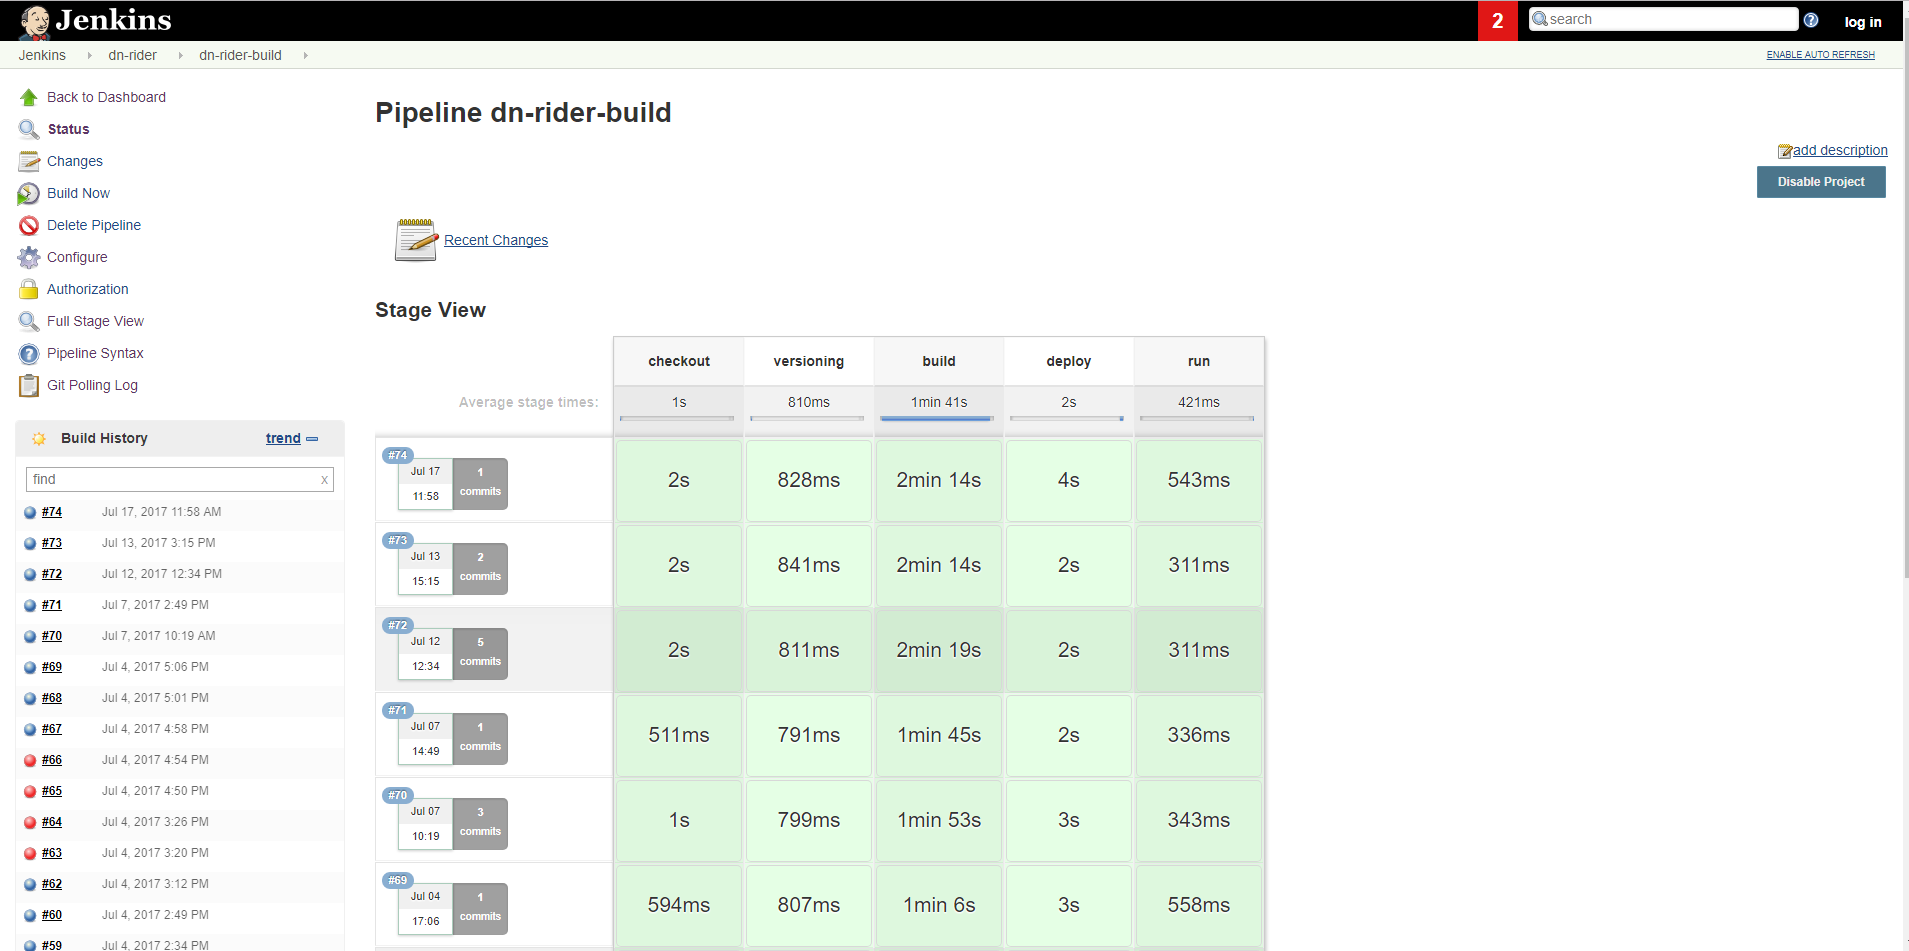 Jenkins
2
search
log in
Jenkins dn-rider dn-rider-build
ENABLE AUTO REFRESH
Back to Dashboard
Status
Changes
Build Now
Delete Pipeline
Configure
Authorization
Full Stage View
Pipeline Syntax
Git Polling Log
Build History trend
find x
#74 Jul 17, 2017 11:58 AM
#73 Jul 13, 2017 3:15 PM
#72 Jul 12, 2017 12:34 PM
#71 Jul 7, 2017 2:49 PM
#70 Jul 7, 2017 10:19 AM
#69 Jul 4, 2017 5:06 PM
#68 Jul 4, 2017 5:01 PM
#67 Jul 4, 2017 4:58 PM
#66 Jul 4, 2017 4:54 PM
#65 Jul 4, 2017 4:50 PM
#64 Jul 4, 2017 3:26 PM
#63 Jul 4, 2017 3:20 PM
#62 Jul 4, 2017 3:12 PM
#60 Jul 4, 2017 2:49 PM
#59 Jul 4, 2017 2:34 PM
Pipeline dn-rider-build
add description
Disable Project
Recent Changes
Stage View
checkout versioning build deploy run
Average stage times: 1s 810ms 1min 41s 2s 421ms
#74
Jul 17 1
11:58 commits
2s 828ms 2min 14s 4s 543ms
#73
Jul 13 2
15:15 commits
2s 841ms 2min 14s 2s 311ms
#72
Jul 12 5
12:34 commits
2s 811ms 2min 19s 2s 311ms
#71
Jul 07 1
14:49 commits
511ms 791ms 1min 45s 2s 336ms
#70
Jul 07 3
10:19 commits
1s 799ms 1min 53s 3s 343ms
#69
Jul 04 1
17:06 commits
594ms 807ms 1min 6s 3s 558ms